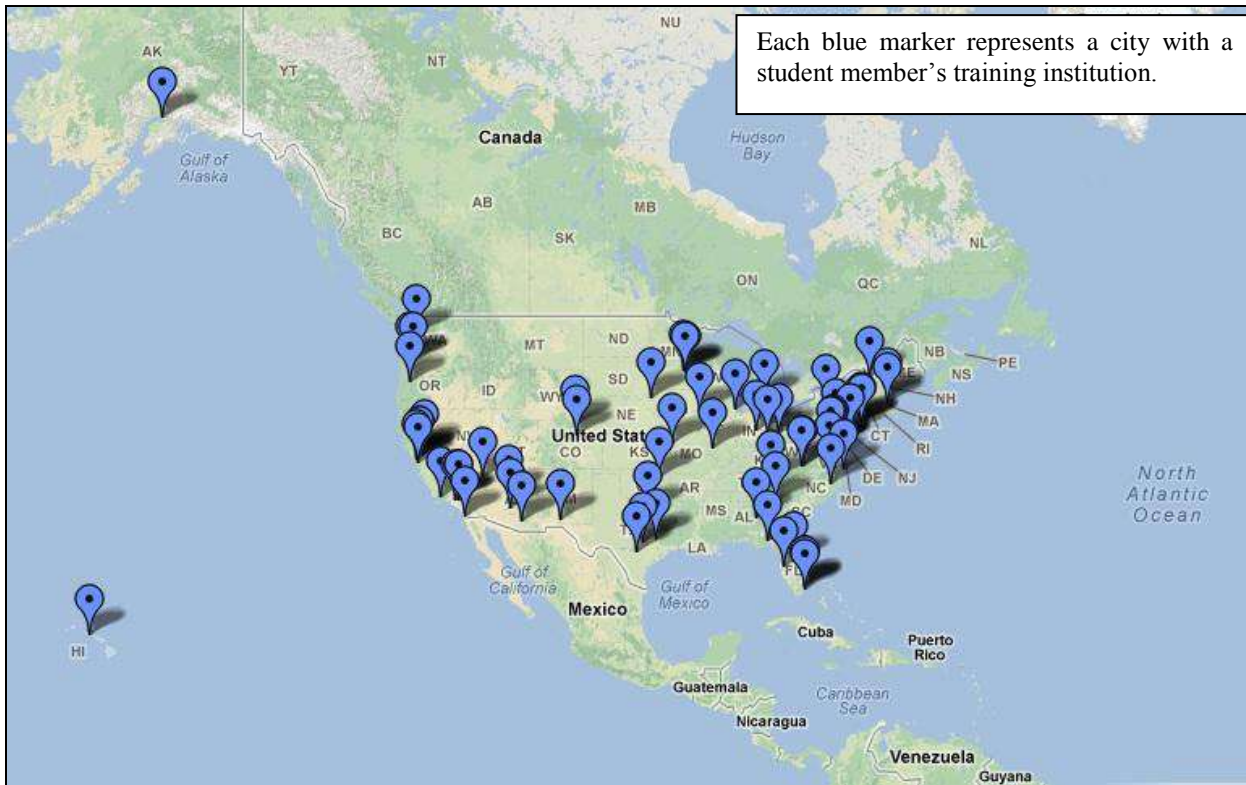 Each blue marker represents a city with a
student member's training institution.
NU
AK
YT
NT
Canada
Hudson
Bay
Gulf of
Alaska
AB
MB
BC
SK
NL
ON
QC
WA
MT
ND
NB
PE
OR
ID
SD
NS
WY
NH
NE
IN
MA
United Stat
CT
RI
CO
KS
MO
DE
NJ
NC
MD
AR
MS
AL
SC
LA
North
Atlantic
Ocean
Gulf of
California
Gulf of
Mexico
Mexico
HI
Cuba
Puerto
Rico
Guatemala
Caribbean
Sea
Nicaragua
Venezuela
Guyana